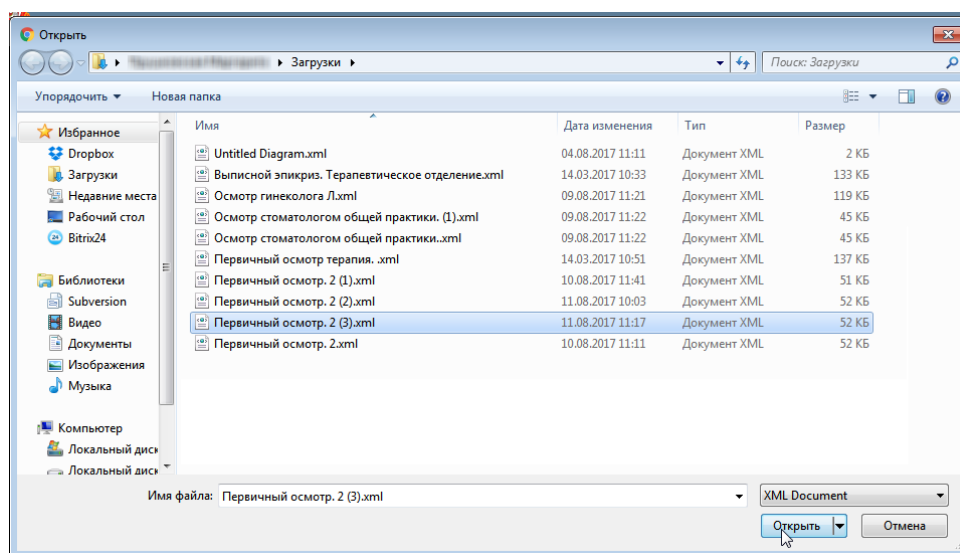 Открыть
Загрузки
Поиск: Загрузки
Упорядочить
Новая папка
Имя
Дата изменения
Тип
Размер
Избранное
Dropbox
Загрузки
Недавние места
Рабочий стол
Bitrix24
Библиотеки
Subversion
Видео
Документы
Изображения
Музыка
Компьютер
Локальный диск
Локальный диск
Untitled Diagram.xml 04.08.2017 11:11 Документ XML 2 КБ
Выписной эпикриз. Терапевтическое отделение.xml 14.03.2017 10:33 Документ XML 133 КБ
Осмотр гинеколога Л.xml 09.08.2017 11:21 Документ XML 119 КБ
Осмотр стоматологом общей практики. (1).xml 09.08.2017 11:22 Документ XML 45 КБ
Осмотр стоматологом общей практики..xml 09.08.2017 11:22 Документ XML 45 КБ
Первичный осмотр терапия. .xml 14.03.2017 10:51 Документ XML 137 КБ
Первичный осмотр. 2 (1).xml 10.08.2017 11:41 Документ XML 51 КБ
Первичный осмотр. 2 (2).xml 11.08.2017 10:03 Документ XML 52 КБ
Первичный осмотр. 2 (3).xml 11.08.2017 11:17 Документ XML 52 КБ
Первичный осмотр. 2.xml 10.08.2017 11:11 Документ XML 52 КБ
Имя файла: Первичный осмотр. 2 (3).xml
XML Document
Открыть
Отмена